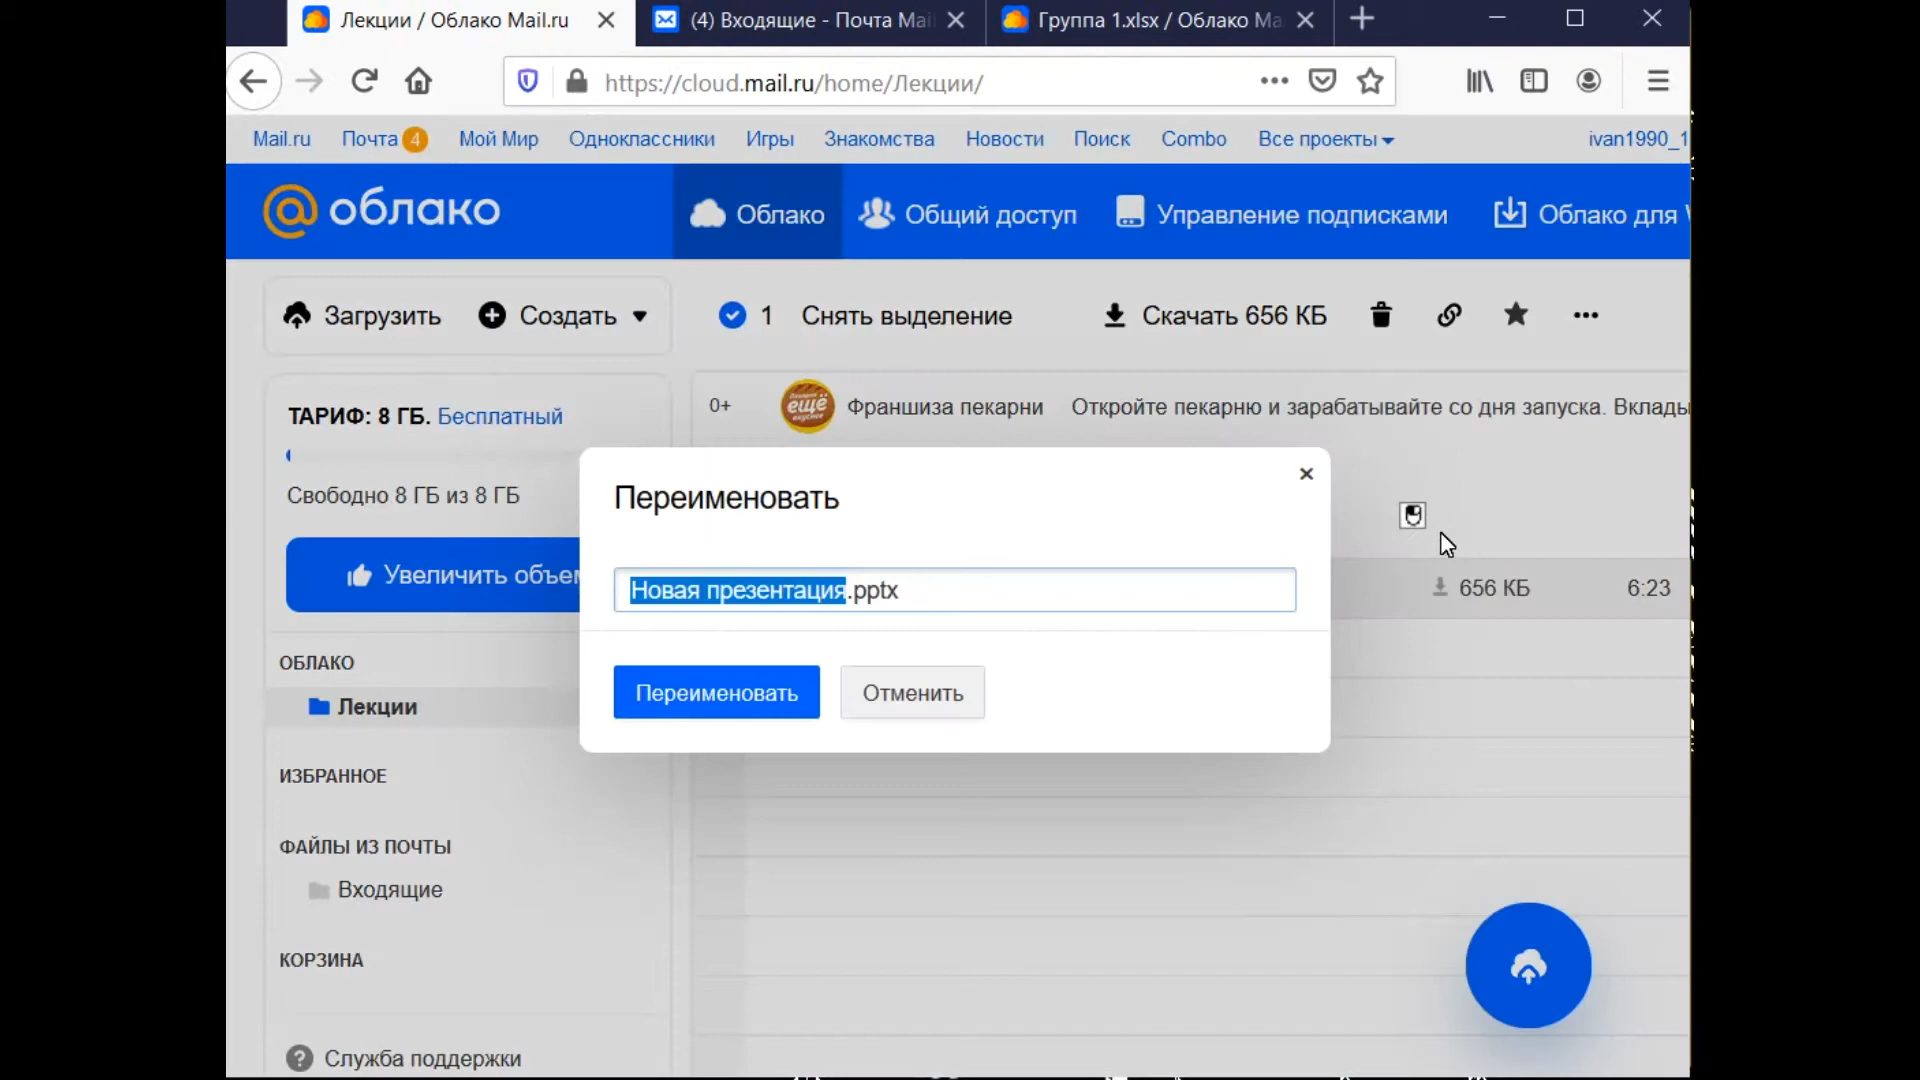 Лекции / Облако Mail.ru
(4) Входящие - Почта Mai
Группа 1.xlsx / Облако Ma
https://cloud.mail.ru/home/Лекции/
Mail.ru Почта 4 Мой Мир Одноклассники Игры Знакомства Новости Поиск Combo Все проекты ivan1990_1
@облако
Облако
Общий доступ
Управление подписками
Облако для
Загрузить
Создать
1 Снять выделение
Скачать 656 КБ
ТАРИФ: 8 ГБ. Бесплатный
Свободно 8 ГБ из 8 ГБ
Увеличить объем
0+
ещё
Франшиза пекарни
Откройте пекарню и зарабатывайте со дня запуска. Вклады
Переименовать
Новая презентация.pptx
Переименовать
Отменить
656 КБ
6:23
ОБЛАКО
Лекции
ИЗБРАННОЕ
ФАЙЛЫ ИЗ ПОЧТЫ
Входящие
КОРЗИНА
Служба поддержки